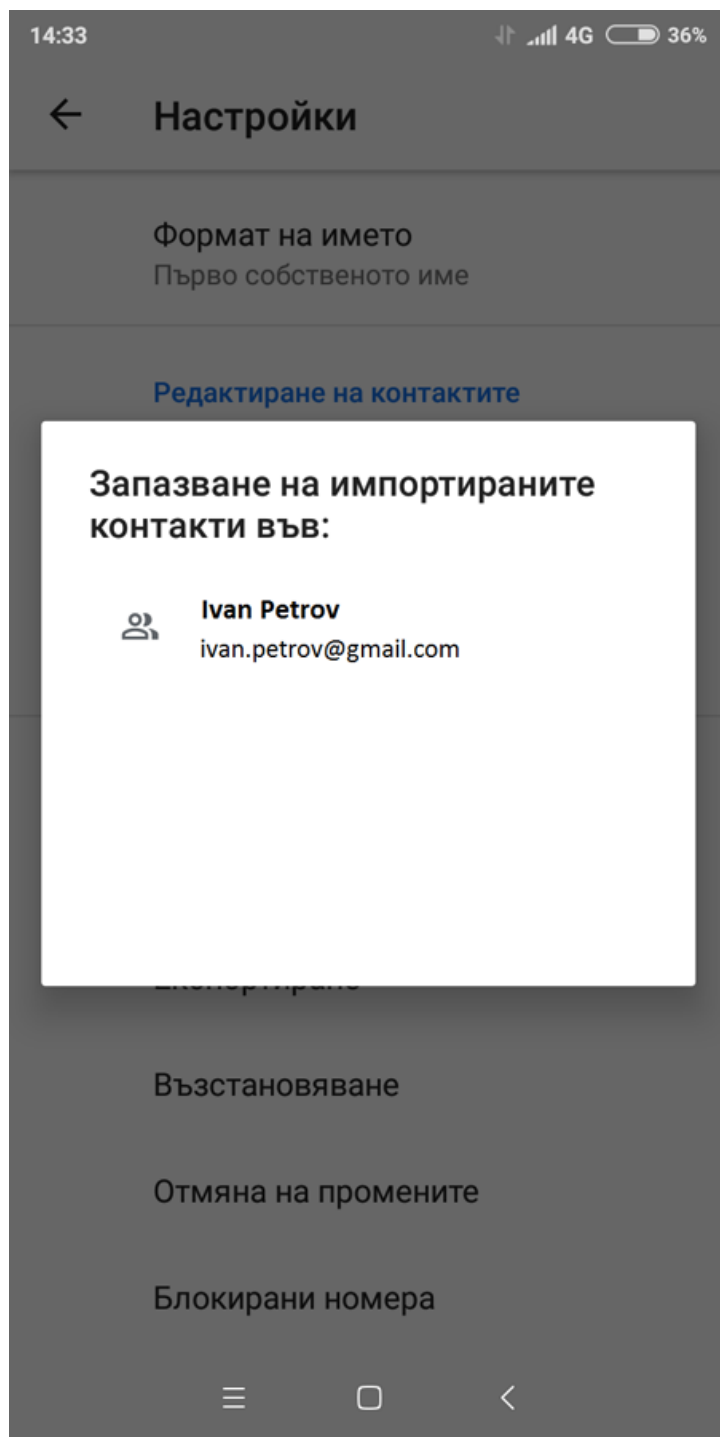 14:33 4G 36%
Настройки
Формат на името
Първо собственото име
Редактиране на контактите
Запазване на импортираните
контакти във:
Ivan Petrov
ivan.petrov@gmail.com
Възстановяване
Отмяна на промените
Блокирани номера